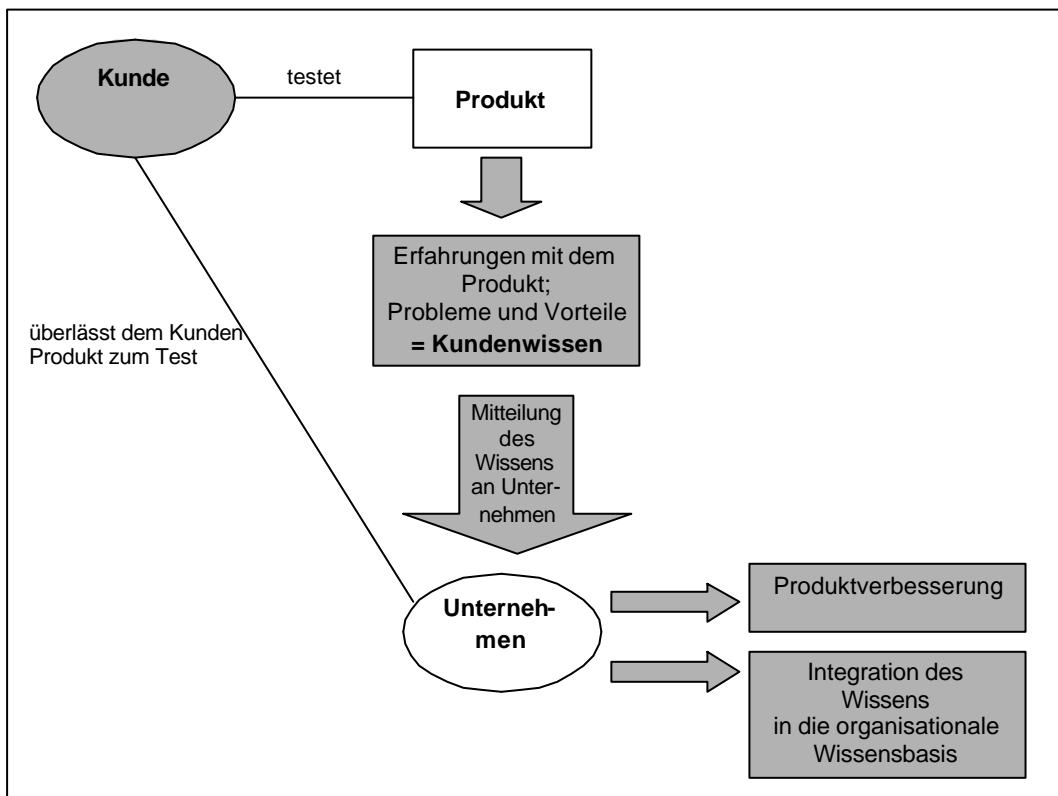 Kunde
testet
Produkt
Erfahrungen mit dem
Produkt;
Probleme und Vorteile
= Kundenwissen
überlässt dem Kunden
Produkt zum Test
Mitteilung
des
Wissens
an Unter-
nehmen
Unterneh-
men
Produktverbesserung
Integration des
Wissens
in die organisationale
Wissensbasis